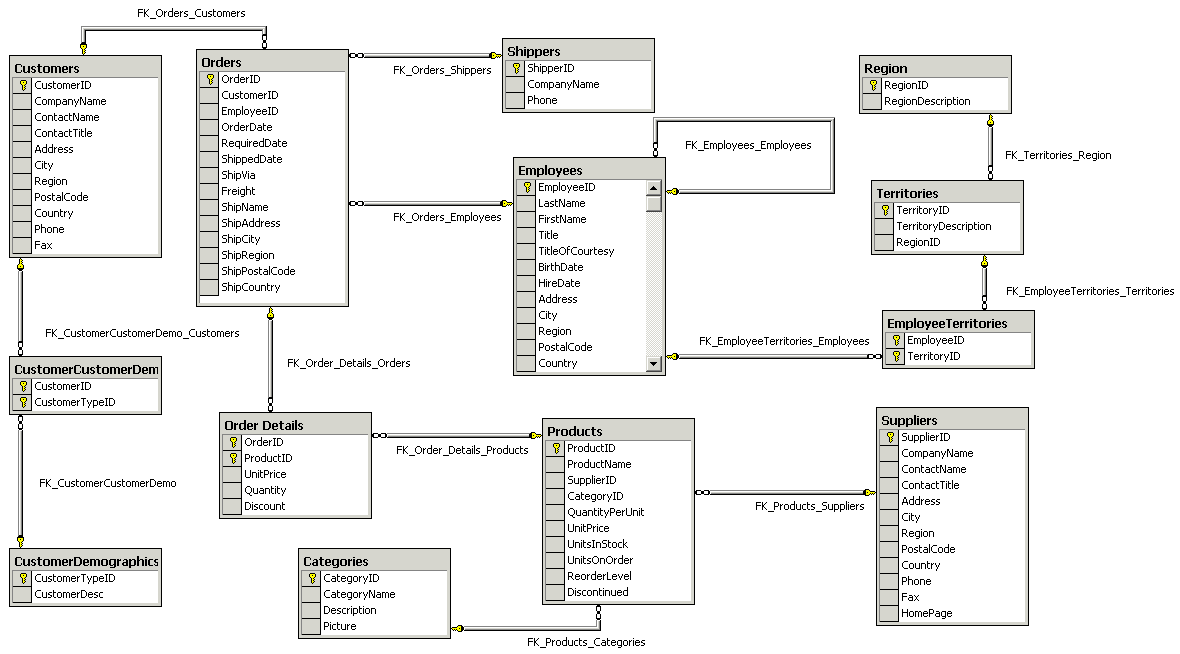 FK_Orders_Customers
Customers
CustomerID
CompanyName
ContactName
ContactTitle
Address
City
Region
PostalCode
Country
Phone
Fax
Orders
OrderID
CustomerID
EmployeeID
OrderDate
RequiredDate
ShippedDate
ShipVia
Freight
ShipName
ShipAddress
ShipCity
ShipRegion
ShipPostalCode
ShipCountry
FK_Orders_Shippers
Shippers
ShipperID
CompanyName
Phone
Region
RegionID
RegionDescription
FK_Employees_Employees
FK_Territories_Region
Employees
EmployeeID
LastName
FirstName
Title
TitleOfCourtesy
BirthDate
HireDate
Address
City
Region
PostalCode
Country
FK_Orders_Employees
Territories
TerritoryID
TerritoryDescription
RegionID
FK_EmployeeTerritories_Territories
EmployeeTerritories
EmployeeID
TerritoryID
FK_EmployeeTerritories_Employees
FK_CustomerCustomerDemo_Customers
FK_Order_Details_Orders
CustomerCustomerDem
CustomerID
CustomerTypeID
Order Details
OrderID
ProductID
UnitPrice
Quantity
Discount
FK_Order_Details_Products
Products
ProductID
ProductName
SupplierID
CategoryID
QuantityPerUnit
UnitPrice
UnitsInStock
UnitsOnOrder
ReorderLevel
Discontinued
Suppliers
SupplierID
CompanyName
ContactName
ContactTitle
Address
City
Region
PostalCode
Country
Phone
Fax
HomePage
FK_Products_Suppliers
FK_CustomerCustomerDemo
CustomerDemographics
CustomerTypeID
CustomerDesc
Categories
CategoryID
CategoryName
Description
Picture
FK_Products_Categories